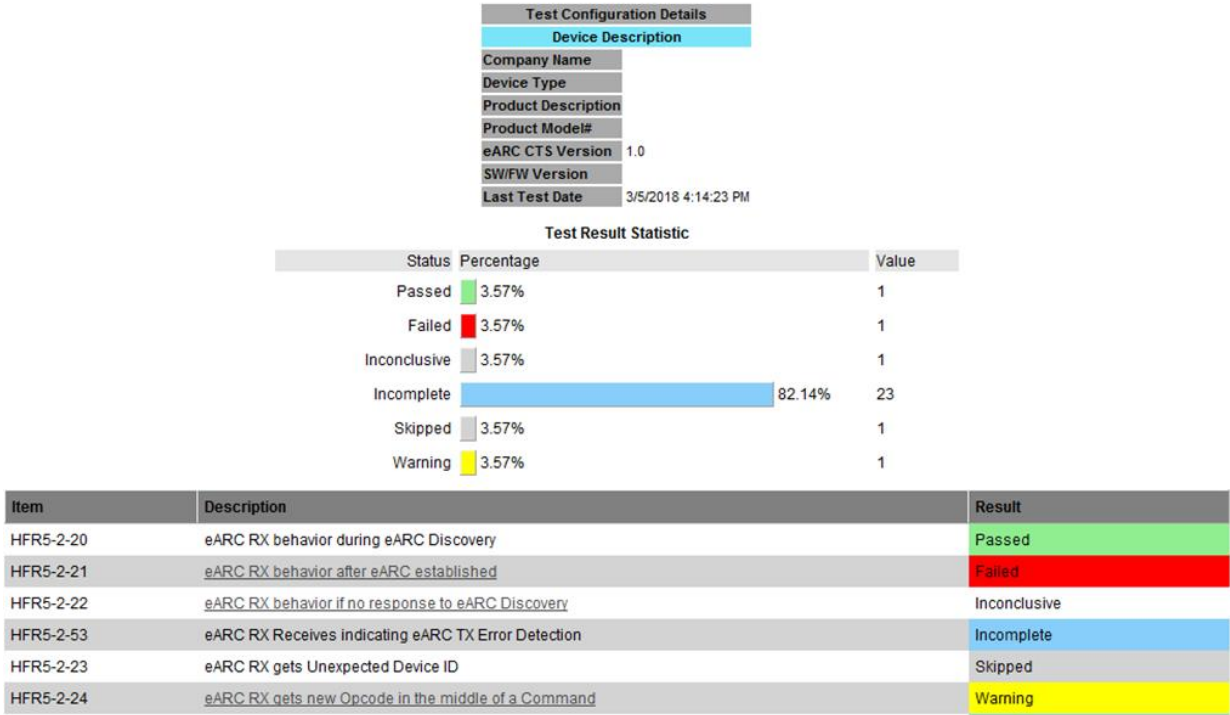 Test Configuration Details
Device Description
Company Name
Device Type
Product Description
Product Model#
eARC CTS Version 1.0
SW/FW Version
Last Test Date 3/5/2018 4:14:23 PM
Test Result Statistic
Status Percentage Value
Passed 3.57% 1
Failed 3.57% 1
Inconclusive 3.57% 1
Incomplete 82.14% 23
Skipped 3.57% 1
Warning 3.57% 1
Item Description Result
HFR5-2-20 eARC RX behavior during eARC Discovery Passed
HFR5-2-21 eARC RX behavior after eARC established Failed
HFR5-2-22 eARC RX behavior if no response to eARC Discovery Inconclusive
HFR5-2-53 eARC RX Receives indicating eARC TX Error Detection Incomplete
HFR5-2-23 eARC RX gets Unexpected Device ID Skipped
HFR5-2-24 eARC RX gets new Opcode in the middle of a Command Warning